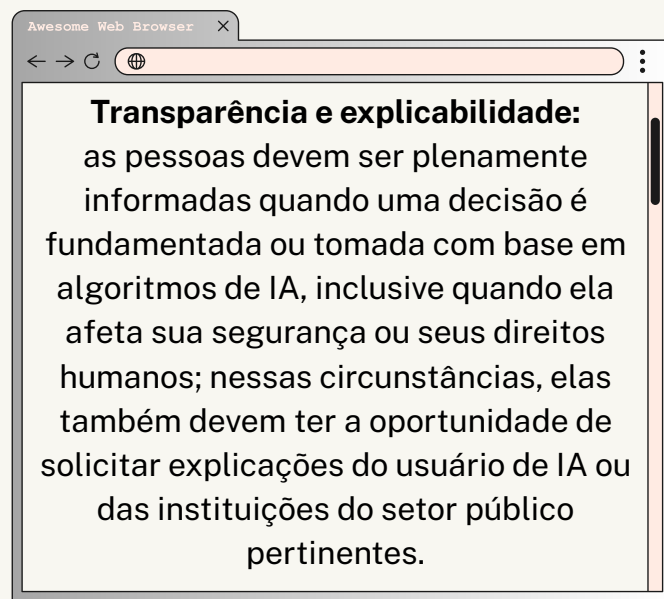 Awesome Web Browser
Transparência e explicabilidade:
as pessoas devem ser plenamente
informadas quando uma decisão é
fundamentada ou tomada com base em
algoritmos de IA, inclusive quando ela
afeta sua segurança ou seus direitos
humanos; nessas circunstâncias, elas
também devem ter a oportunidade de
solicitar explicações do usuário de IA ou
das instituições do setor público
pertinentes.